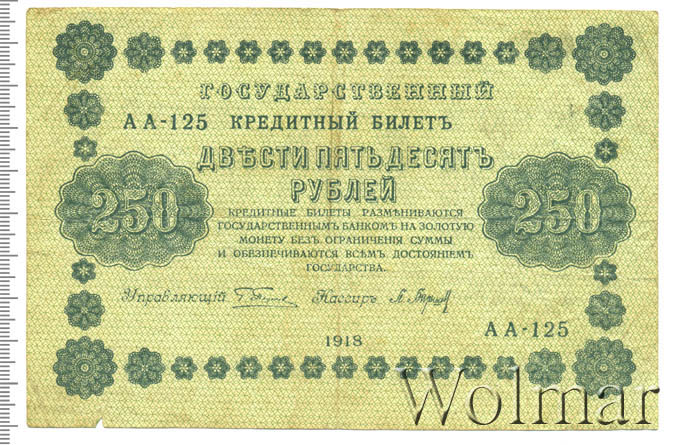 ГОСУДАРСТВЕННЫЙ
АА-125 КРЕДИТНЫЙ БИЛЕТЪ
ДВѢСТИ ПЯТЬДЕСЯТЪ
РУБЛЕЙ
250
250
КРЕДИТНЫЕ БИЛЕТЫ РАЗМѢНИВАЮТСЯ
ГОСУДАРСТВЕННЫМЪ БАНКОМЪ НА ЗОЛОТУЮ
МОНЕТУ БЕЗЪ ОГРАНИЧЕНІЯ СУММЫ
И ОБЕЗПЕЧИВАЮТСЯ ВСѢМЪ ДОСТОЯНІЕМЪ
ГОСУДАРСТВА.
Управляющій Кассиръ
АА-125
1918
Wolmar